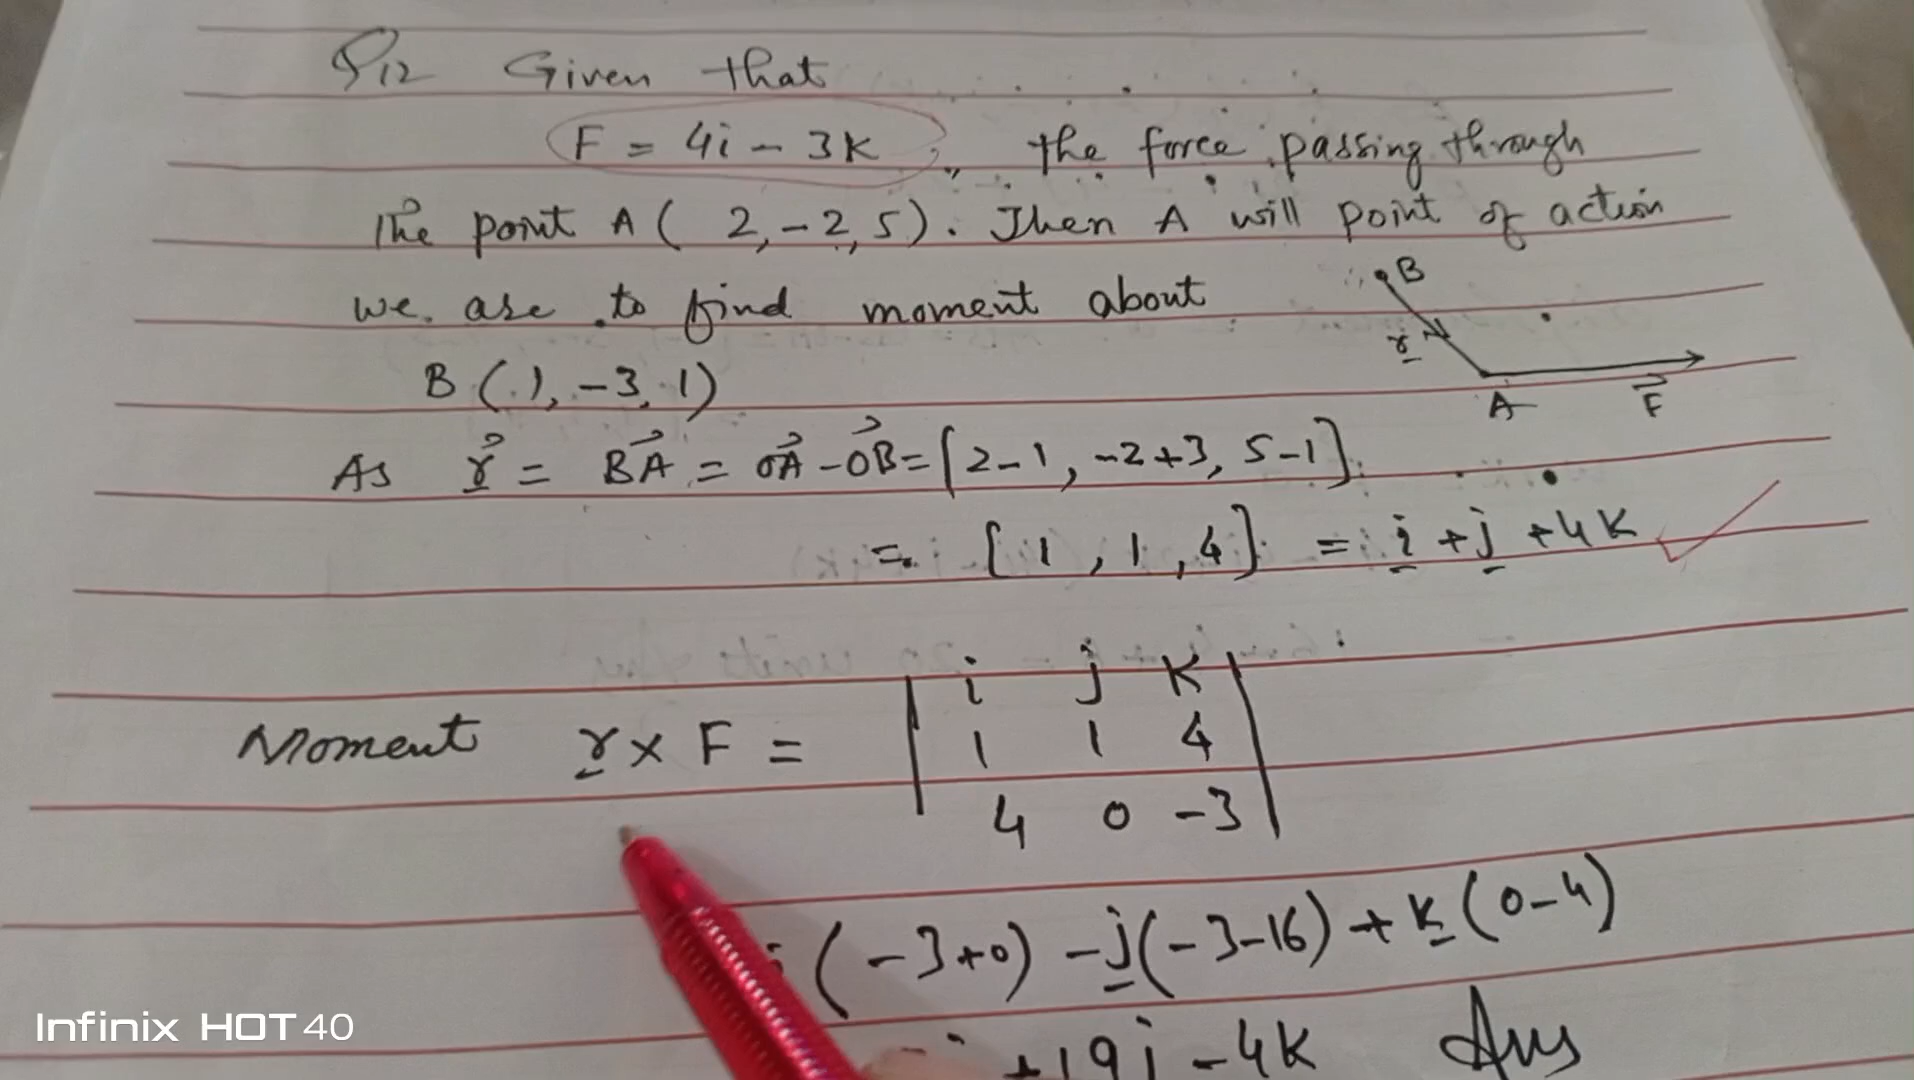 Q12 Given that
F = 4i - 3k , the force passing through
the point A ( 2, -2, 5). Then A will point of action
we are to find moment about
B
r
A F
B ( 1, -3, 1)
As r = BA = OA - OB = [2-1, -2+3, 5-1]
= [1, 1, 4] = i + j + 4k
i j k
Moment r x F = 1 1 4
4 0 -3
(-3+0) - j(-3-16) + k(0-4)
+19j - 4k Ans
Infinix HOT 40